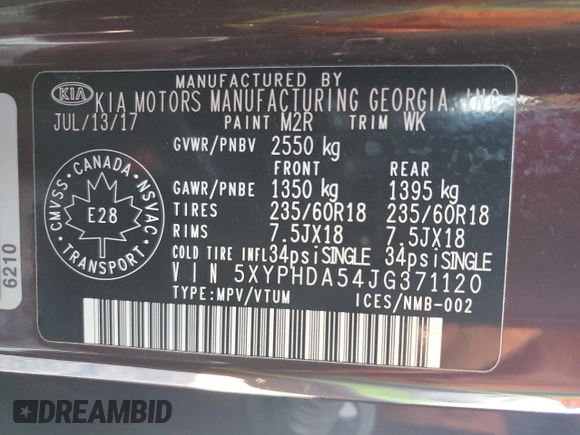 MANUFACTURED BY
KIA KIA MOTORS MANUFACTURING GEORGIA, INC
JUL/13/17 PAINT M2R TRIM WK
GVWR/PNBV 2550 kg
FRONT REAR
GAWR/PNBE 1350 kg 1395 kg
TIRES 235/60R18 235/60R18
RIMS 7.5JX18 7.5JX18
COLD TIRE INFL 34psiSINGLE 34psiSINGLE
VIN 5XYPHDA54JG371120
TYPE:MPV/VTUM ICES/NMB-002
CMVSS • CANADA • NSVAC
E28
TRANSPORT
6210
DREAMBID